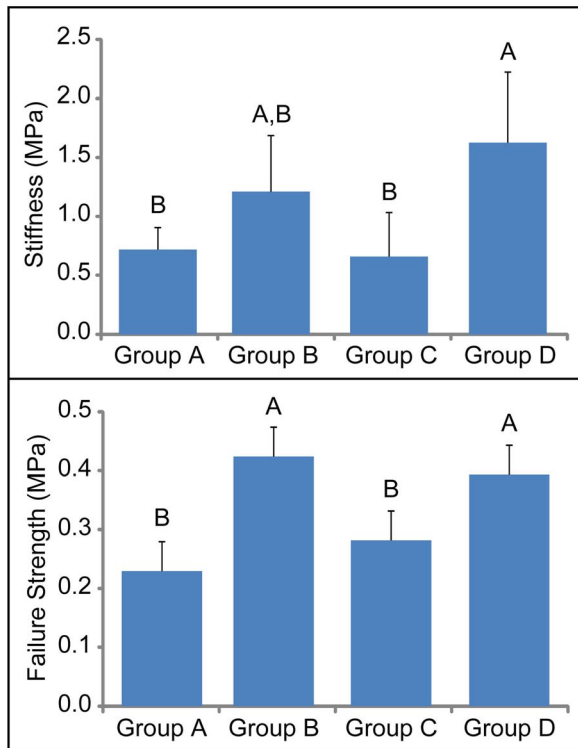 Stiffness (MPa)
2.5
2.0
1.5
1.0
0.5
0.0
B
A,B
B
A
Group A Group B Group C Group D
Failure Strength (MPa)
0.5
0.4
0.3
0.2
0.1
0.0
B
A
B
A
Group A Group B Group C Group D